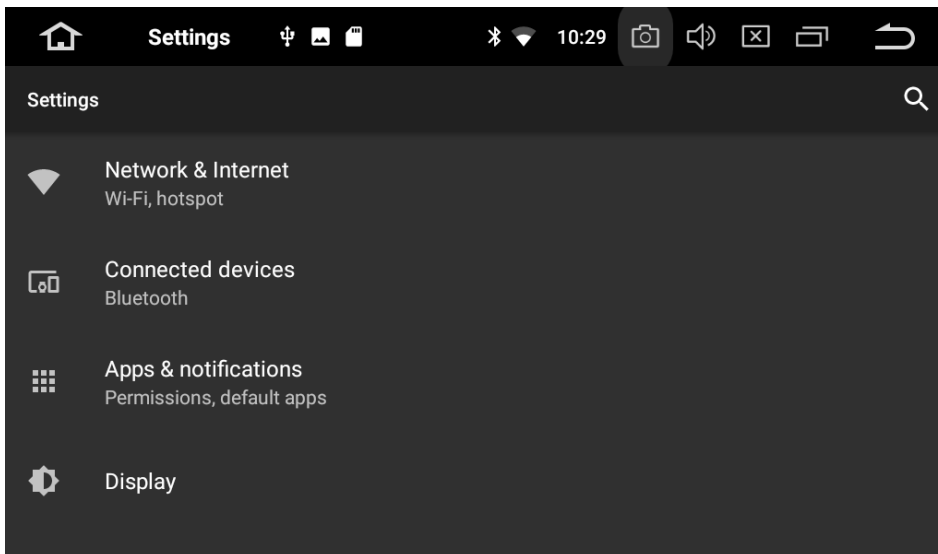 Settings 10:29
Settings
Network & Internet
Wi-Fi, hotspot
Connected devices
Bluetooth
Apps & notifications
Permissions, default apps
Display